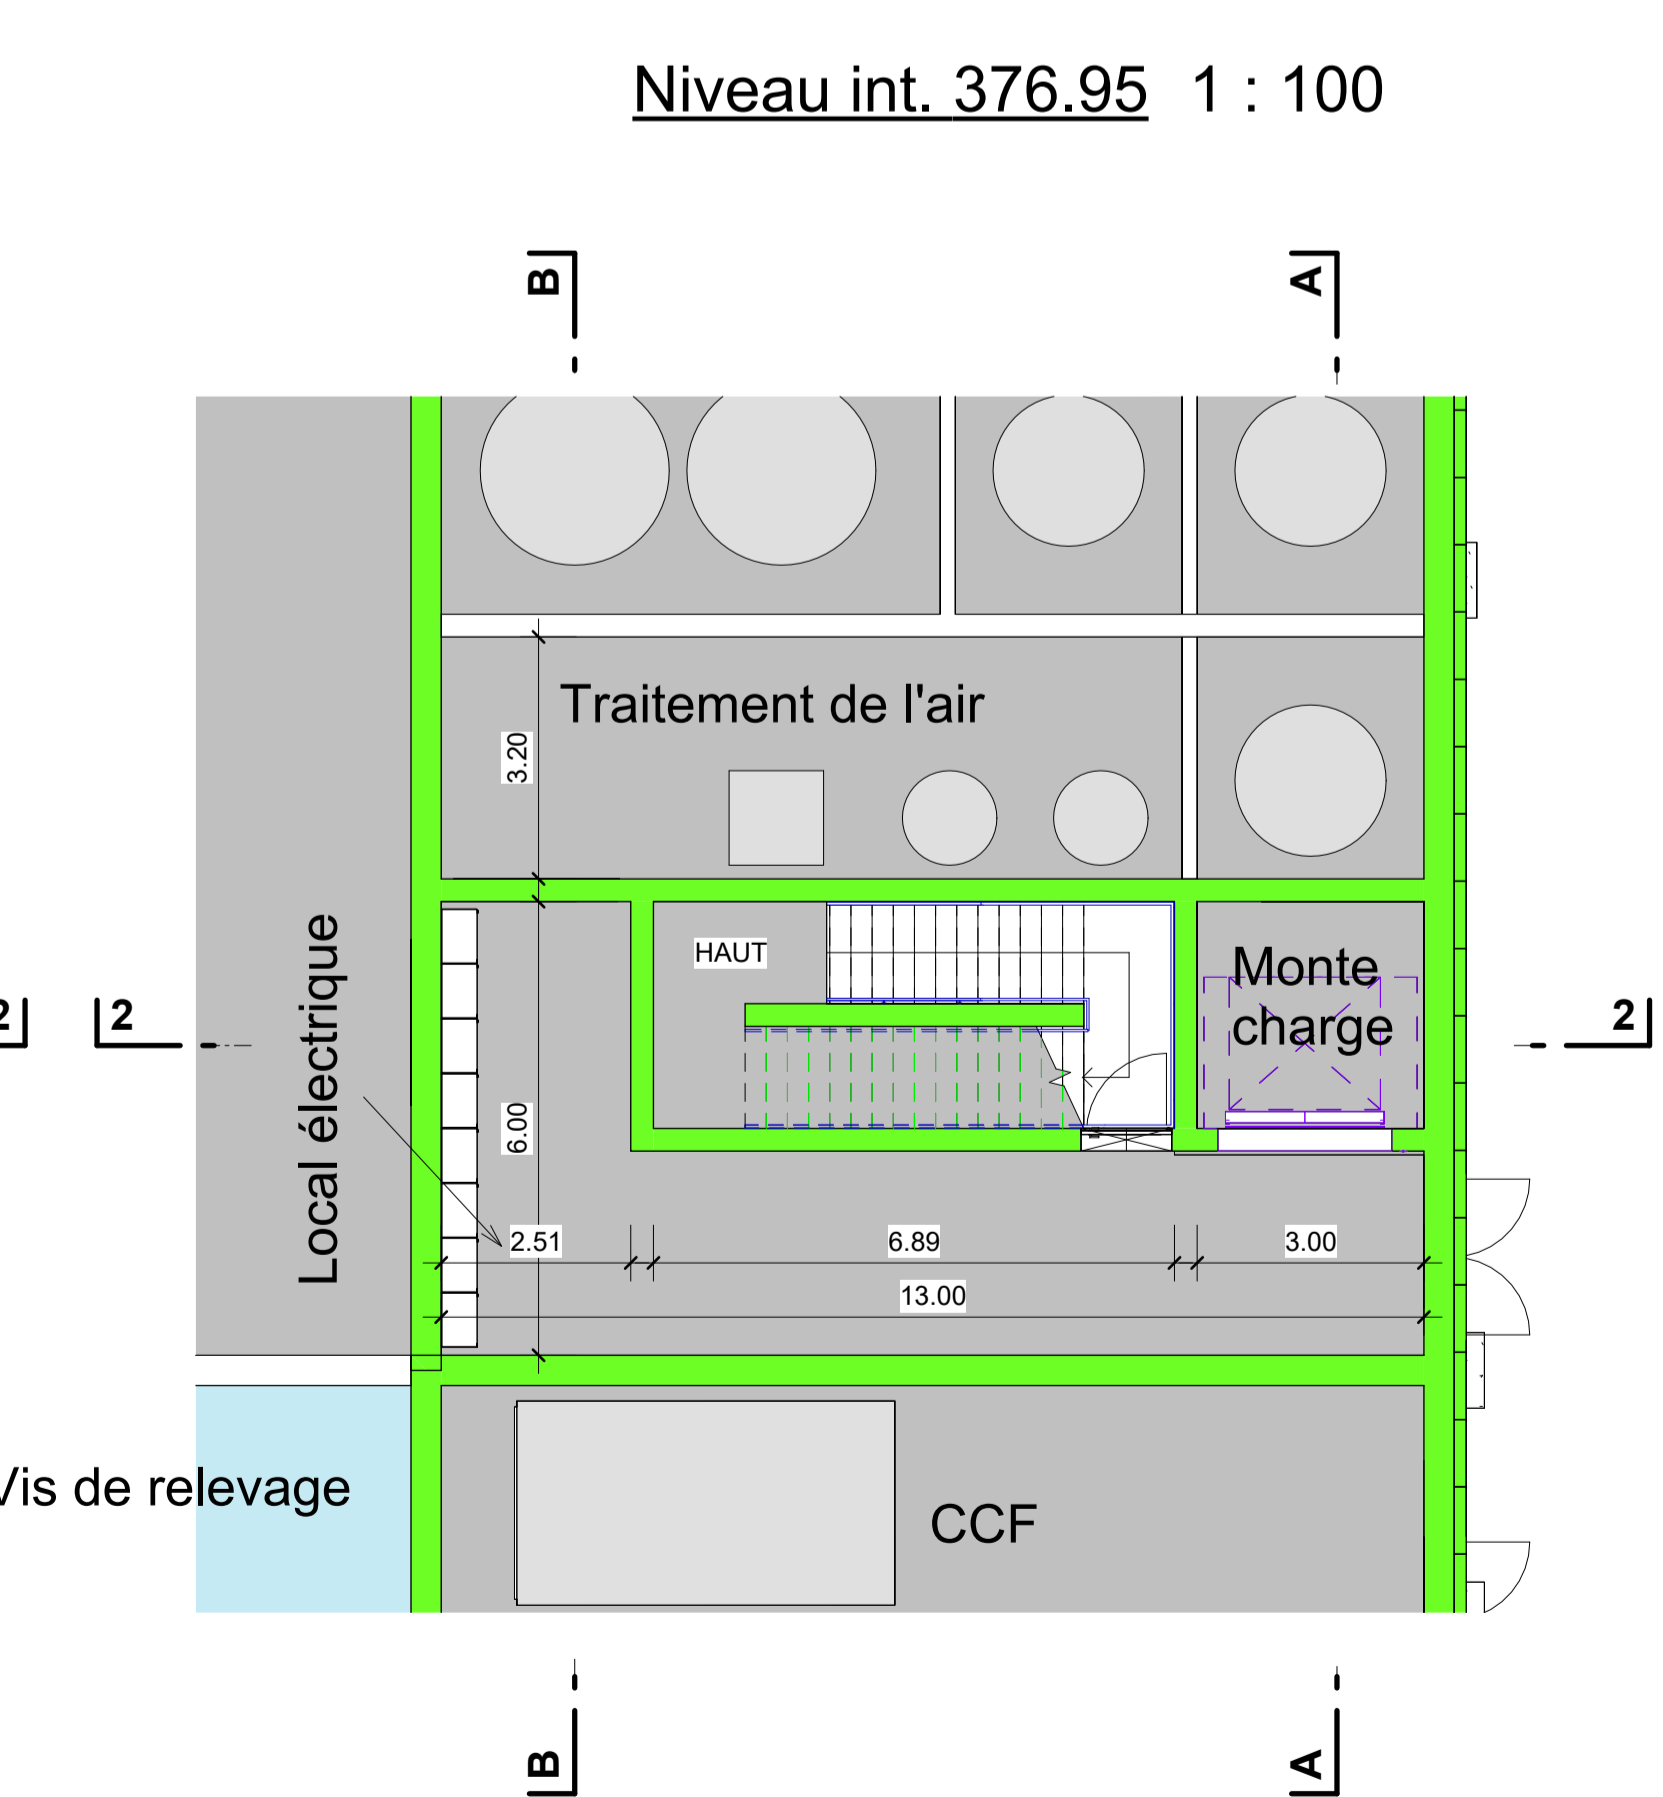 Niveau int. 376.95 1 : 100
B
A
Traitement de l'air
3.20
Local électrique
HAUT
Monte
charge
2
2
2
6.00
2.51
6.89
3.00
13.00
Vis de relevage
CCF
B
A